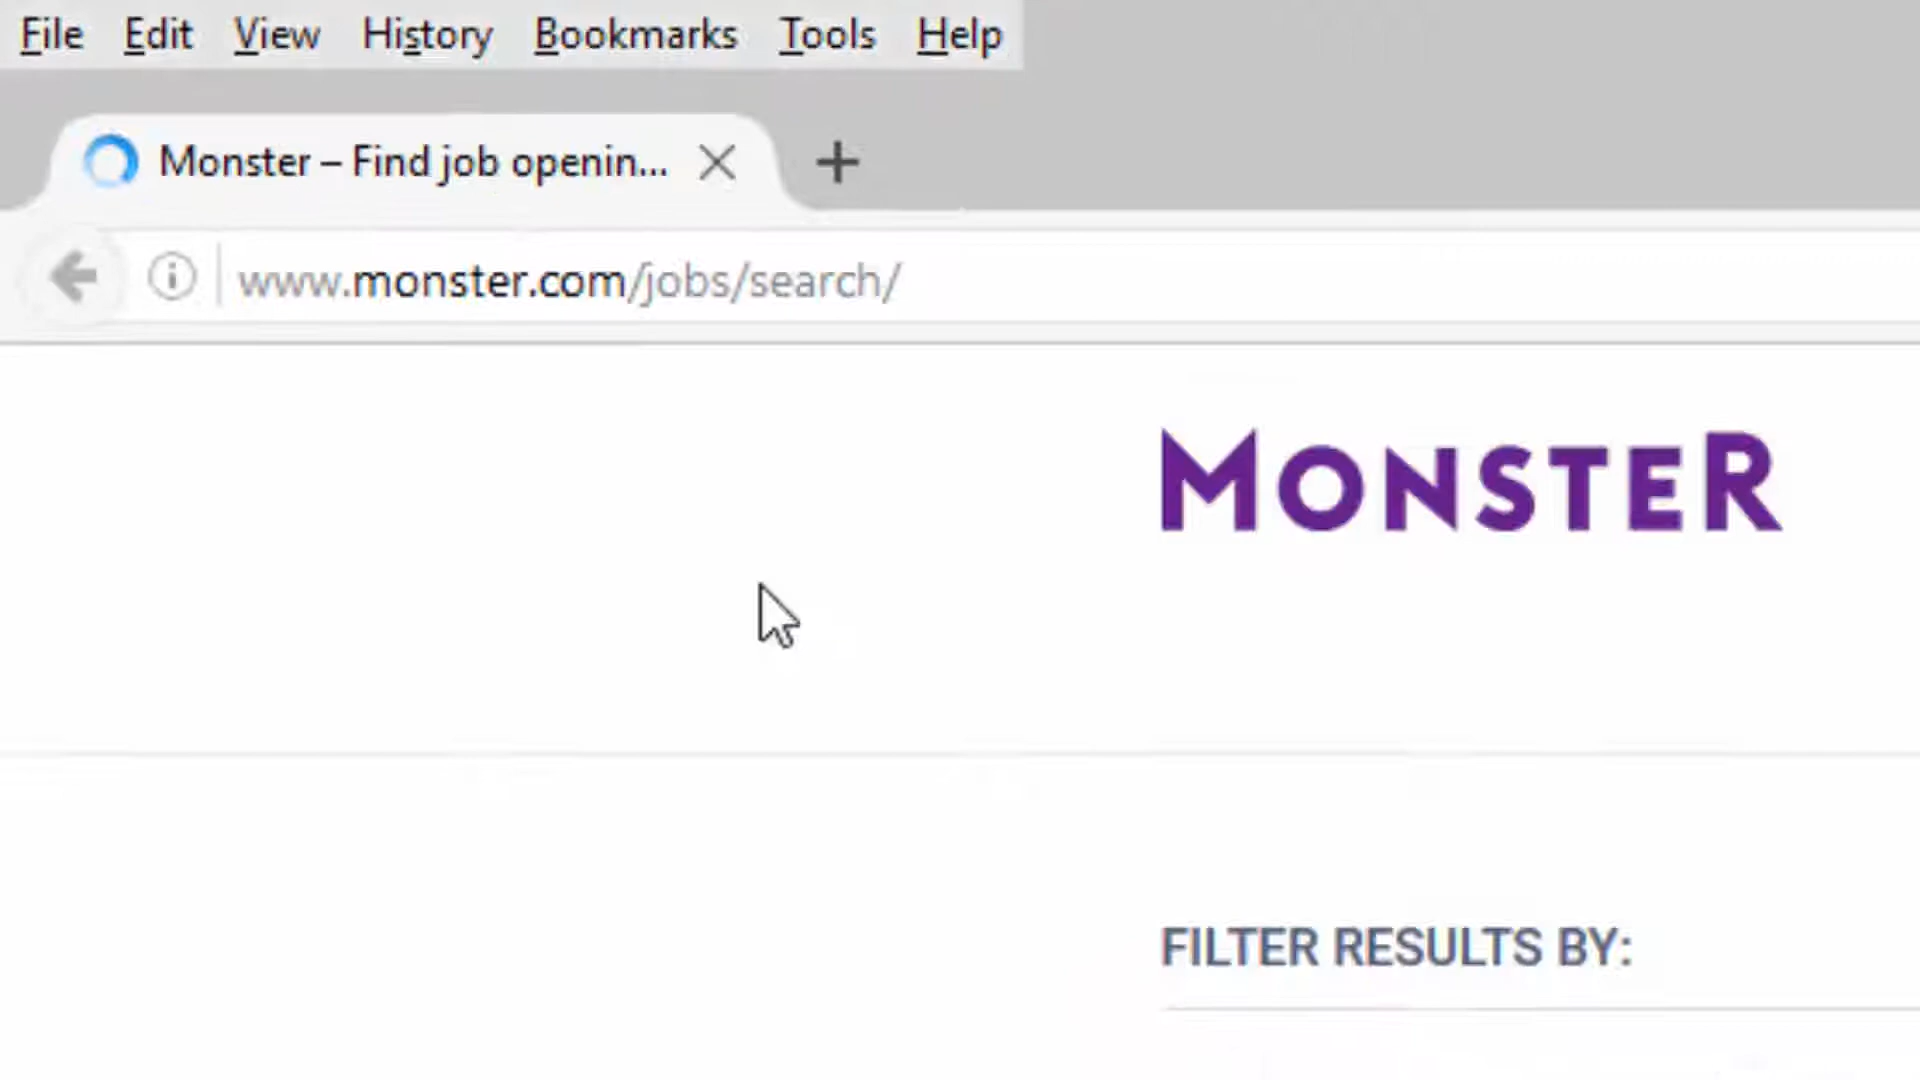 File Edit View History Bookmarks Tools Help
Monster – Find job openin...
www.monster.com/jobs/search/
MONSTER
FILTER RESULTS BY: